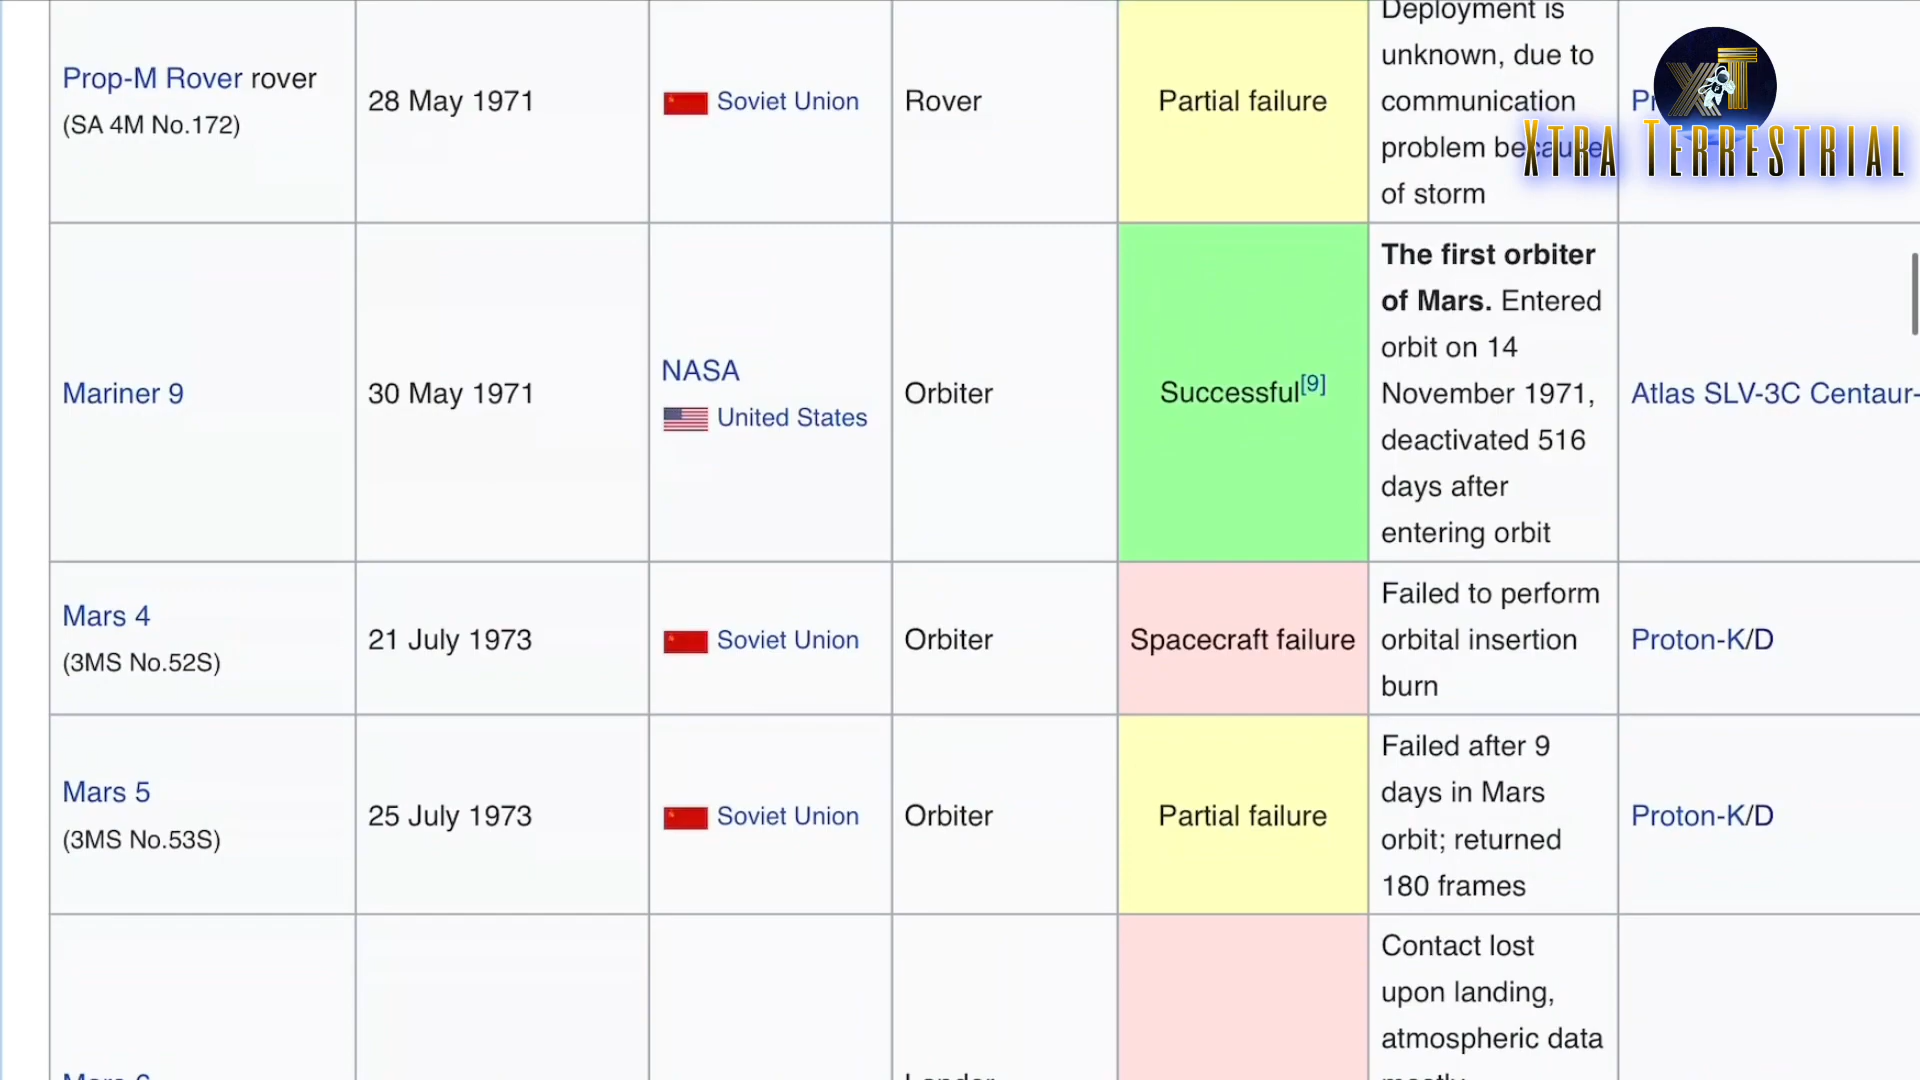 Prop-M Rover rover
(SA 4M No.172)
28 May 1971
Soviet Union
Rover
Partial failure
Deployment is
unknown, due to
communication
problem because
of storm
XT
XTRA TERRESTRIAL
Mariner 9
30 May 1971
NASA
United States
Orbiter
Successful[9]
The first orbiter
of Mars. Entered
orbit on 14
November 1971,
deactivated 516
days after
entering orbit
Atlas SLV-3C Centaur-
Mars 4
(3MS No.52S)
21 July 1973
Soviet Union
Orbiter
Spacecraft failure
Failed to perform
orbital insertion
burn
Proton-K/D
Mars 5
(3MS No.53S)
25 July 1973
Soviet Union
Orbiter
Partial failure
Failed after 9
days in Mars
orbit; returned
180 frames
Proton-K/D
Contact lost
upon landing,
atmospheric data